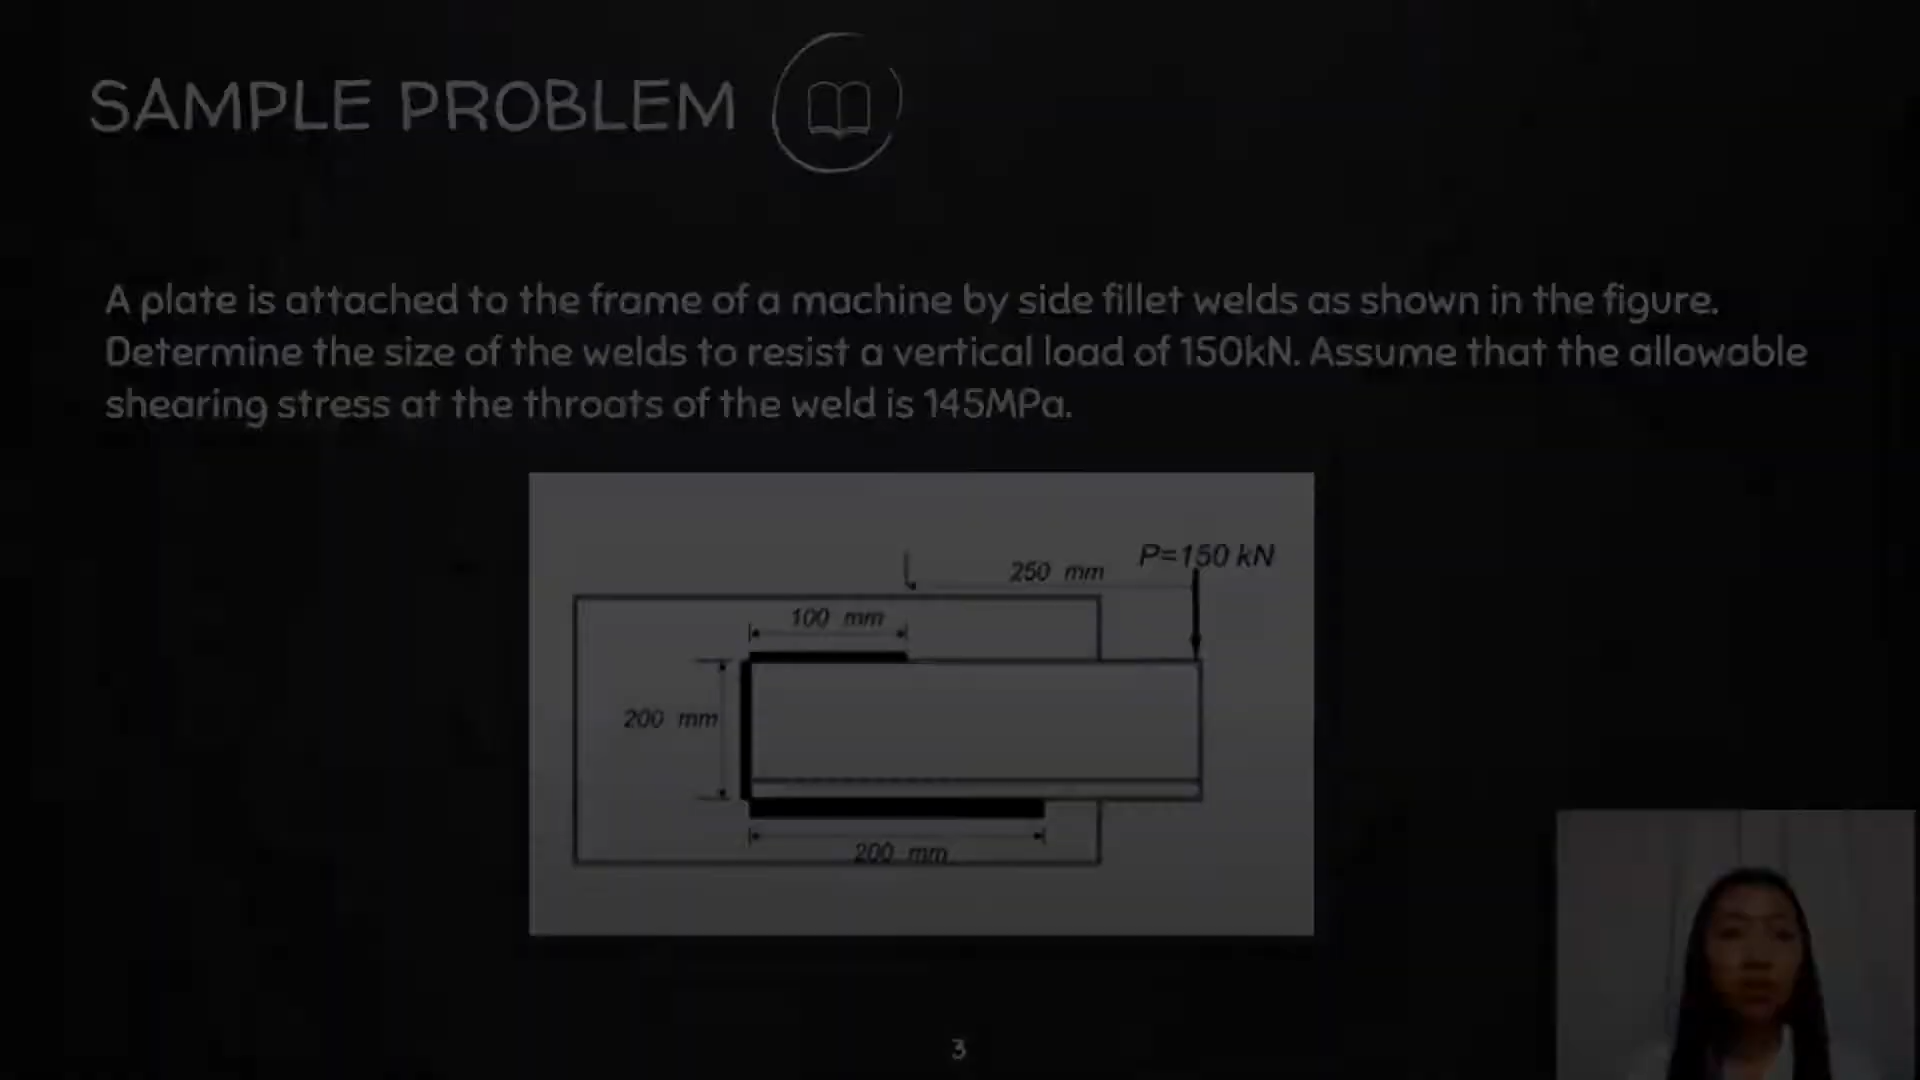 SAMPLE PROBLEM
A plate is attached to the frame of a machine by side fillet welds as shown in the figure.
Determine the size of the welds to resist a vertical load of 150kN. Assume that the allowable
shearing stress at the throats of the weld is 145MPa.
P=150 kN
250 mm
100 mm
200 mm
200 mm
3